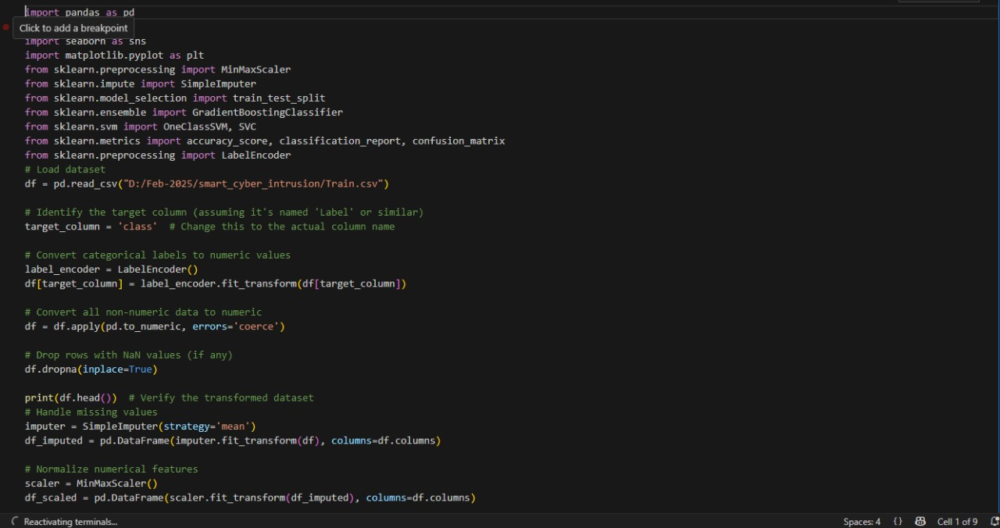 import pandas as pd
Click to add a breakpoint
import seaborn as sns
import matplotlib.pyplot as plt
from sklearn.preprocessing import MinMaxScaler
from sklearn.impute import SimpleImputer
from sklearn.model_selection import train_test_split
from sklearn.ensemble import GradientBoostingClassifier
from sklearn.svm import OneClassSVM, SVC
from sklearn.metrics import accuracy_score, classification_report, confusion_matrix
from sklearn.preprocessing import LabelEncoder
# Load dataset
df = pd.read_csv("D:/Feb-2025/smart_cyber_intrusion/Train.csv")
# Identify the target column (assuming it's named 'Label' or similar)
target_column = 'class'  # Change this to the actual column name
# Convert categorical labels to numeric values
label_encoder = LabelEncoder()
df[target_column] = label_encoder.fit_transform(df[target_column])
# Convert all non-numeric data to numeric
df = df.apply(pd.to_numeric, errors='coerce')
# Drop rows with NaN values (if any)
df.dropna(inplace=True)
print(df.head())  # Verify the transformed dataset
# Handle missing values
imputer = SimpleImputer(strategy='mean')
df_imputed = pd.DataFrame(imputer.fit_transform(df), columns=df.columns)
# Normalize numerical features
scaler = MinMaxScaler()
df_scaled = pd.DataFrame(scaler.fit_transform(df_imputed), columns=df.columns)
Reactivating terminals... Spaces: 4 {} Cell 1 of 9